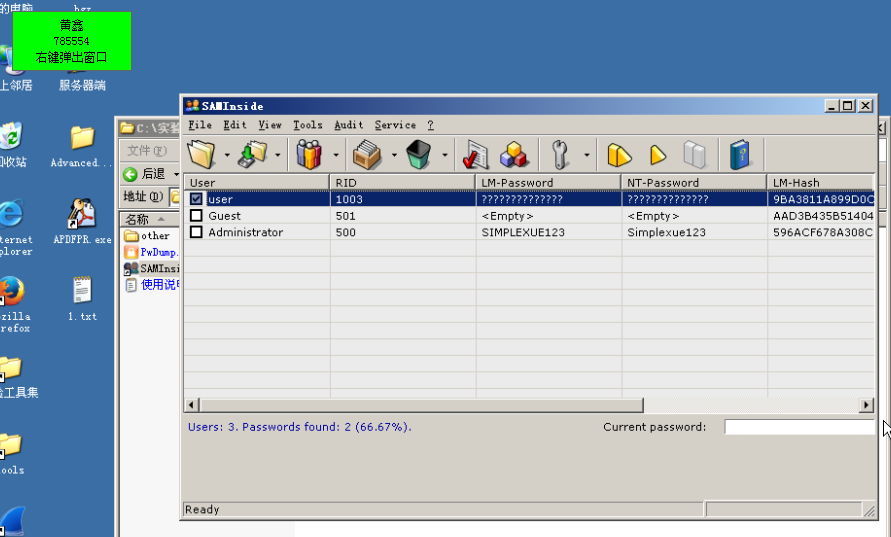 的电脑
黄鑫
785554
右键弹出窗口
上邻居
服务器端
SAMInside
File Edit View Tools Audit Service ?
C:\实验
文件(F)
后退
地址(D)
名称
other
PwDump.
SAMInsi
使用说明
回收站
Advanced...
ternet
plorer
APDFPR.exe
zilla
refox
1.txt
验工具集
ools
User RID LM-Password NT-Password LM-Hash
user 1003 ?????????????? ?????????????? 9BA3811A899D0C
Guest 501 <Empty> <Empty> AAD3B435B51404
Administrator 500 SIMPLEXUE123 Simplexue123 596ACF678A308C
Users: 3. Passwords found: 2 (66.67%). Current password:
Ready